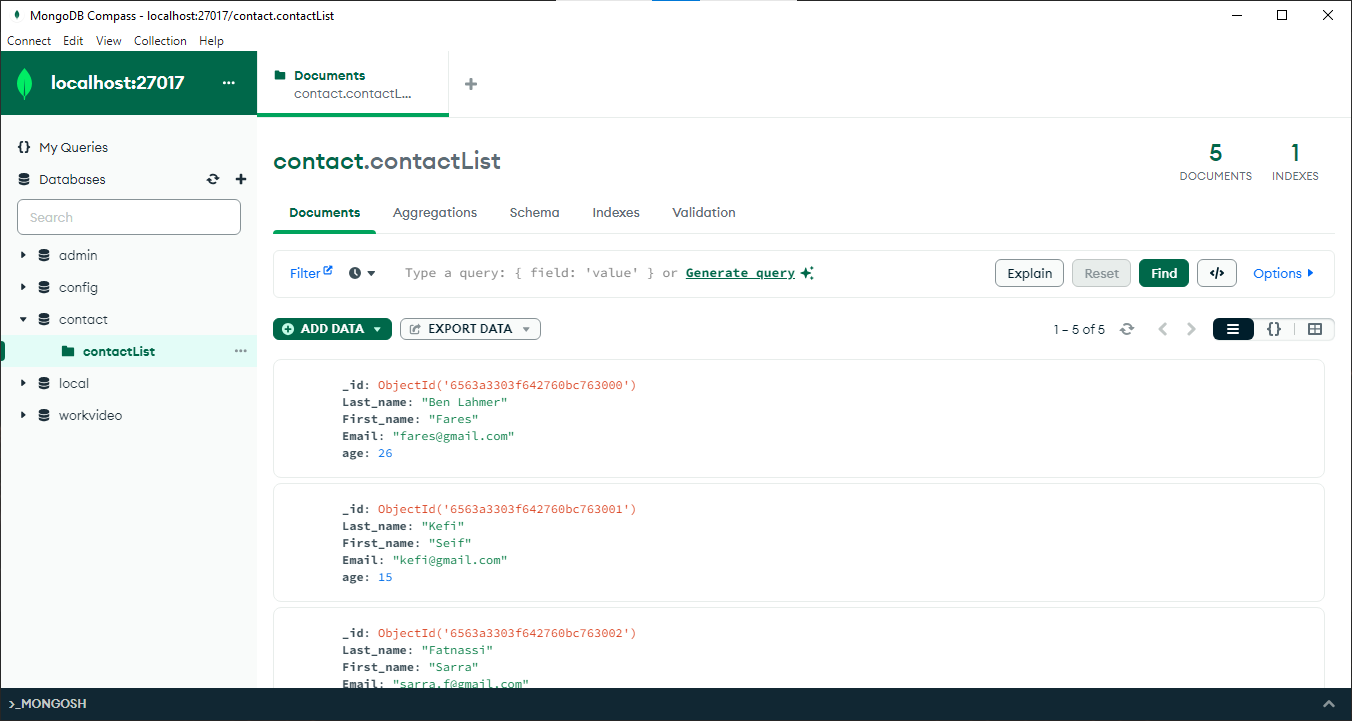 MongoDB Compass - localhost:27017/contact.contactList
Connect Edit View Collection Help
localhost:27017
Documents
contact.contactL...
My Queries
Databases
Search
admin
config
contact
contactList
local
workvideo
contact.contactList
5
DOCUMENTS
1
INDEXES
Documents Aggregations Schema Indexes Validation
Filter Type a query: { field: 'value' } or Generate query Explain Reset Find </> Options
ADD DATA EXPORT DATA 1 – 5 of 5 {}
_id: ObjectId('6563a3303f642760bc763000')
Last_name: "Ben Lahmer"
First_name: "Fares"
Email: "fares@gmail.com"
age: 26
_id: ObjectId('6563a3303f642760bc763001')
Last_name: "Kefi"
First_name: "Seif"
Email: "kefi@gmail.com"
age: 15
_id: ObjectId('6563a3303f642760bc763002')
Last_name: "Fatnassi"
First_name: "Sarra"
Email: "sarra.f@gmail.com"
>_MONGOSH